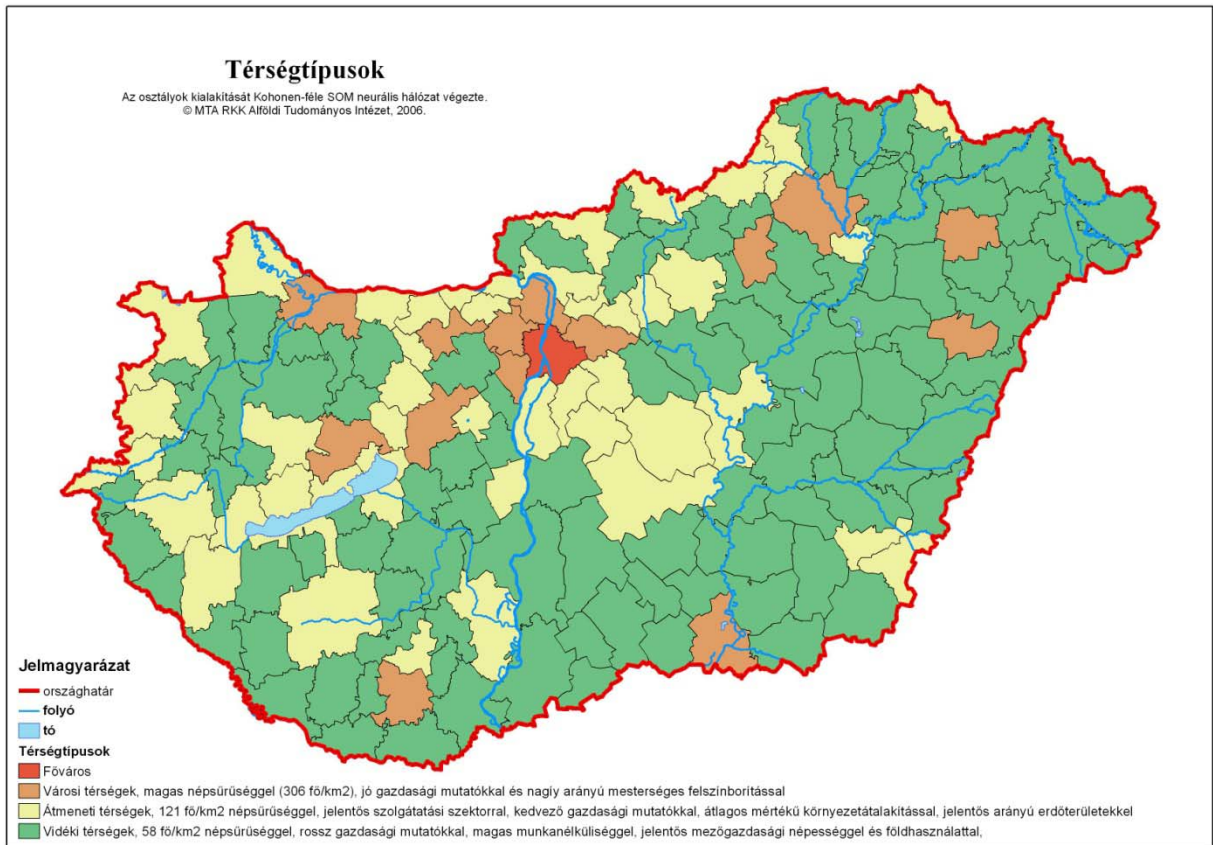 Térségtípusok
Az osztályok kialakítását Kohonen-féle SOM neurális hálózat végezte.
© MTA RKK Alföldi Tudományos Intézet, 2006.
Jelmagyarázat
országhatár
folyó
tó
Térségtípusok
Főváros
Városi térségek, magas népsűrűséggel (306 fő/km2), jó gazdasági mutatókkal és nagiy arányú mesterséges felszínborítással
Átmeneti térségek, 121 fő/km2 népsűrűséggel, jelentős szolgáltatási szektorral, kedvező gazdasági mutatókkal, átlagos mértékű környezetátalakítással, jelentős arányú erdőterületekkel
Vidéki térségek, 58 fő/km2 népsűrűséggel, rossz gazdasági mutatókkal, magas munkanélküliséggel, jelentős mezőgazdasági népességgel és földhasználattal,